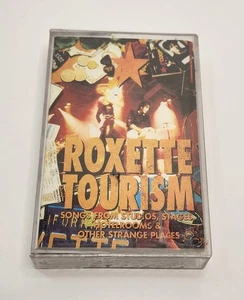 ROXETTE
TOURISM
SONGS FROM STUDIOS, STAGES,
HOTELROOMS &
OTHER STRANGE PLACES